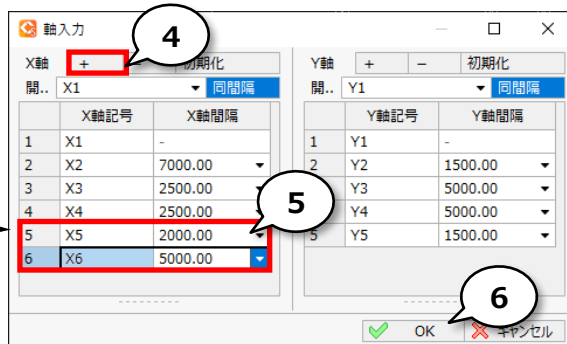 軸入力
4
X軸 + − 初期化
開.. X1 同間隔
X軸記号 X軸間隔
1 X1 -
2 X2 7000.00
3 X3 2500.00
4 X4 2500.00
5 X5 2000.00
6 X6 5000.00
5
Y軸 + − 初期化
開.. Y1 同間隔
Y軸記号 Y軸間隔
1 Y1 -
2 Y2 1500.00
3 Y3 5000.00
4 Y4 5000.00
5 Y5 1500.00
6
OK キャンセル